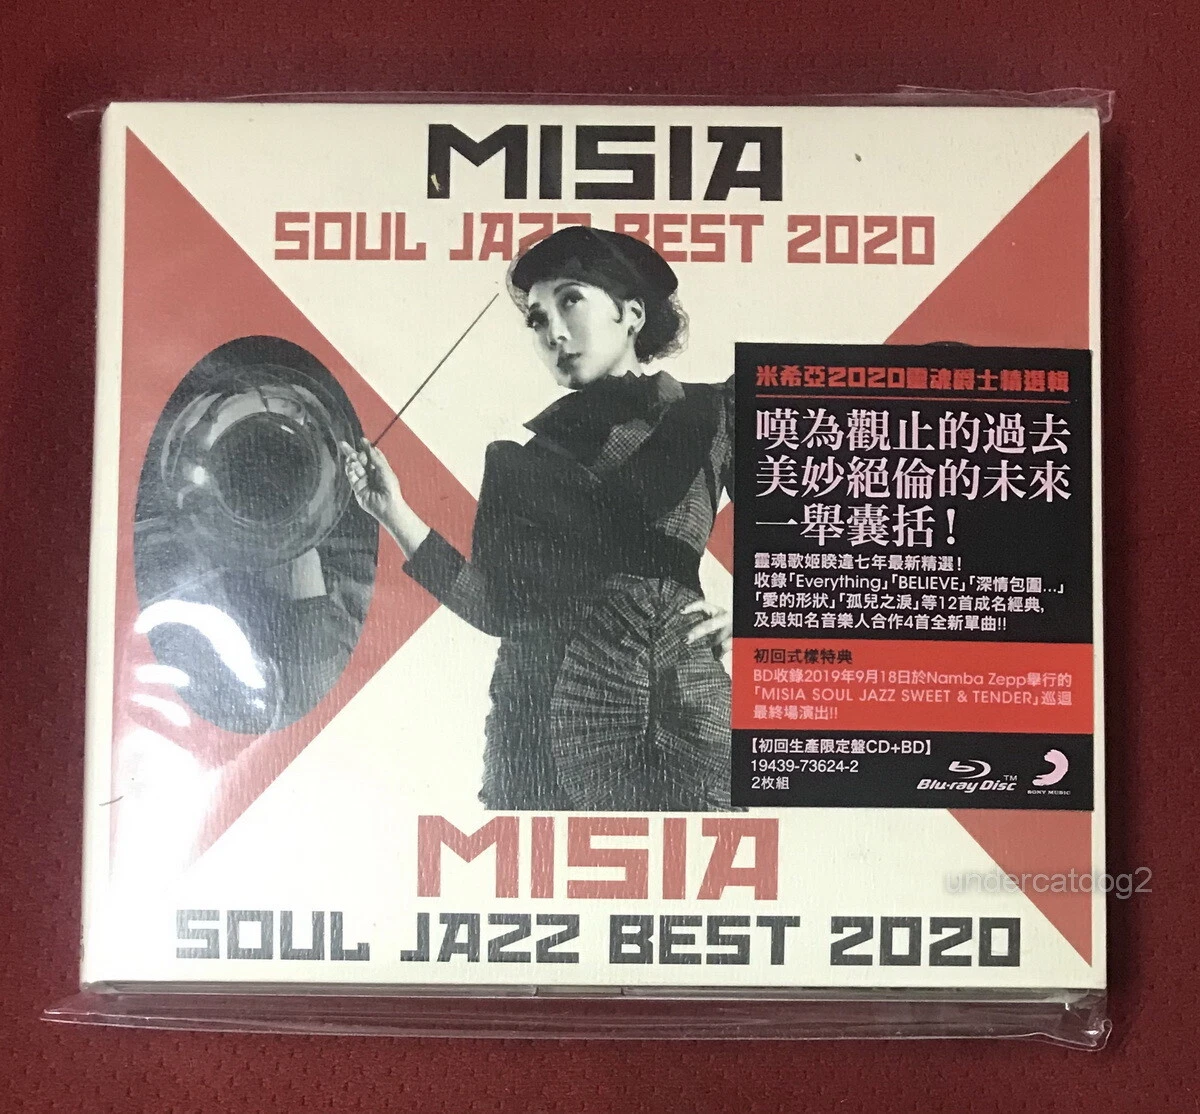 MISIA
SOUL JAZZ BEST 2020
米希亞2020靈魂爵士精選輯
嘆為觀止的過去
美妙絕倫的未來
一舉囊括!
靈魂歌姬睽違七年最新精選!
收錄「Everything」「BELIEVE」「深情包圍...」
「愛的形狀」「孤兒之淚」等12首成名經典,
及與知名音樂人合作4首全新單曲!!
初回式樣特典
BD收錄2019年9月18日於Namba Zepp舉行的
「MISIA SOUL JAZZ SWEET & TENDER」巡迴
最終場演出!!
【初回生產限定盤CD+BD】
19439-73624-2
2枚組
Blu-ray Disc™
SONY MUSIC
MISIA
SOUL JAZZ BEST 2020
undercatdog2